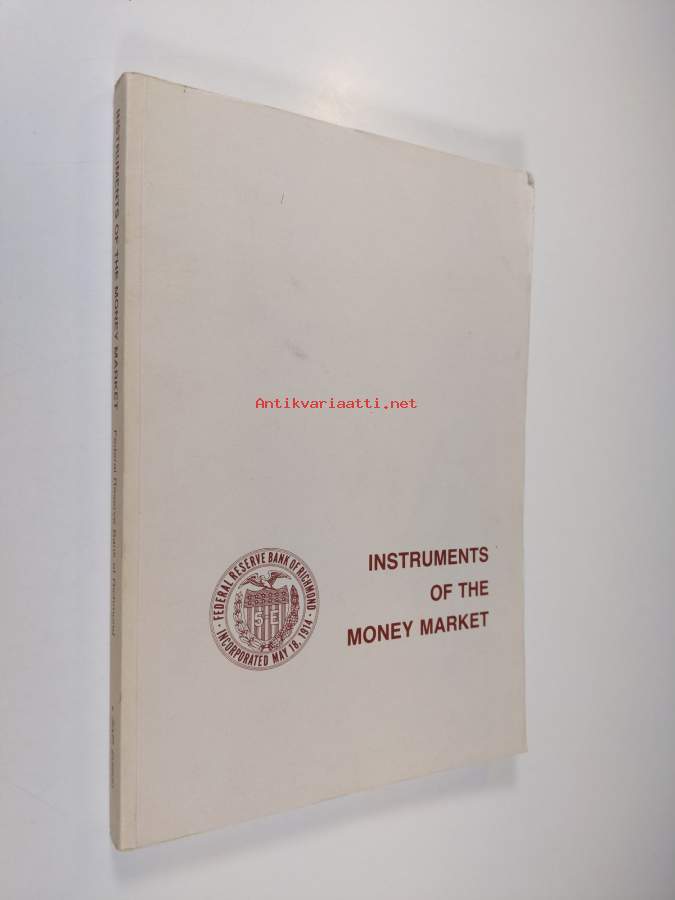 INSTRUMENTS OF THE MONEY MARKET Federal Reserve Bank of Richmond
Antikvariaatti.net
FEDERAL RESERVE BANK OF RICHMOND
5-E
INCORPORATED MAY 18, 1914
INSTRUMENTS
OF THE
MONEY MARKET